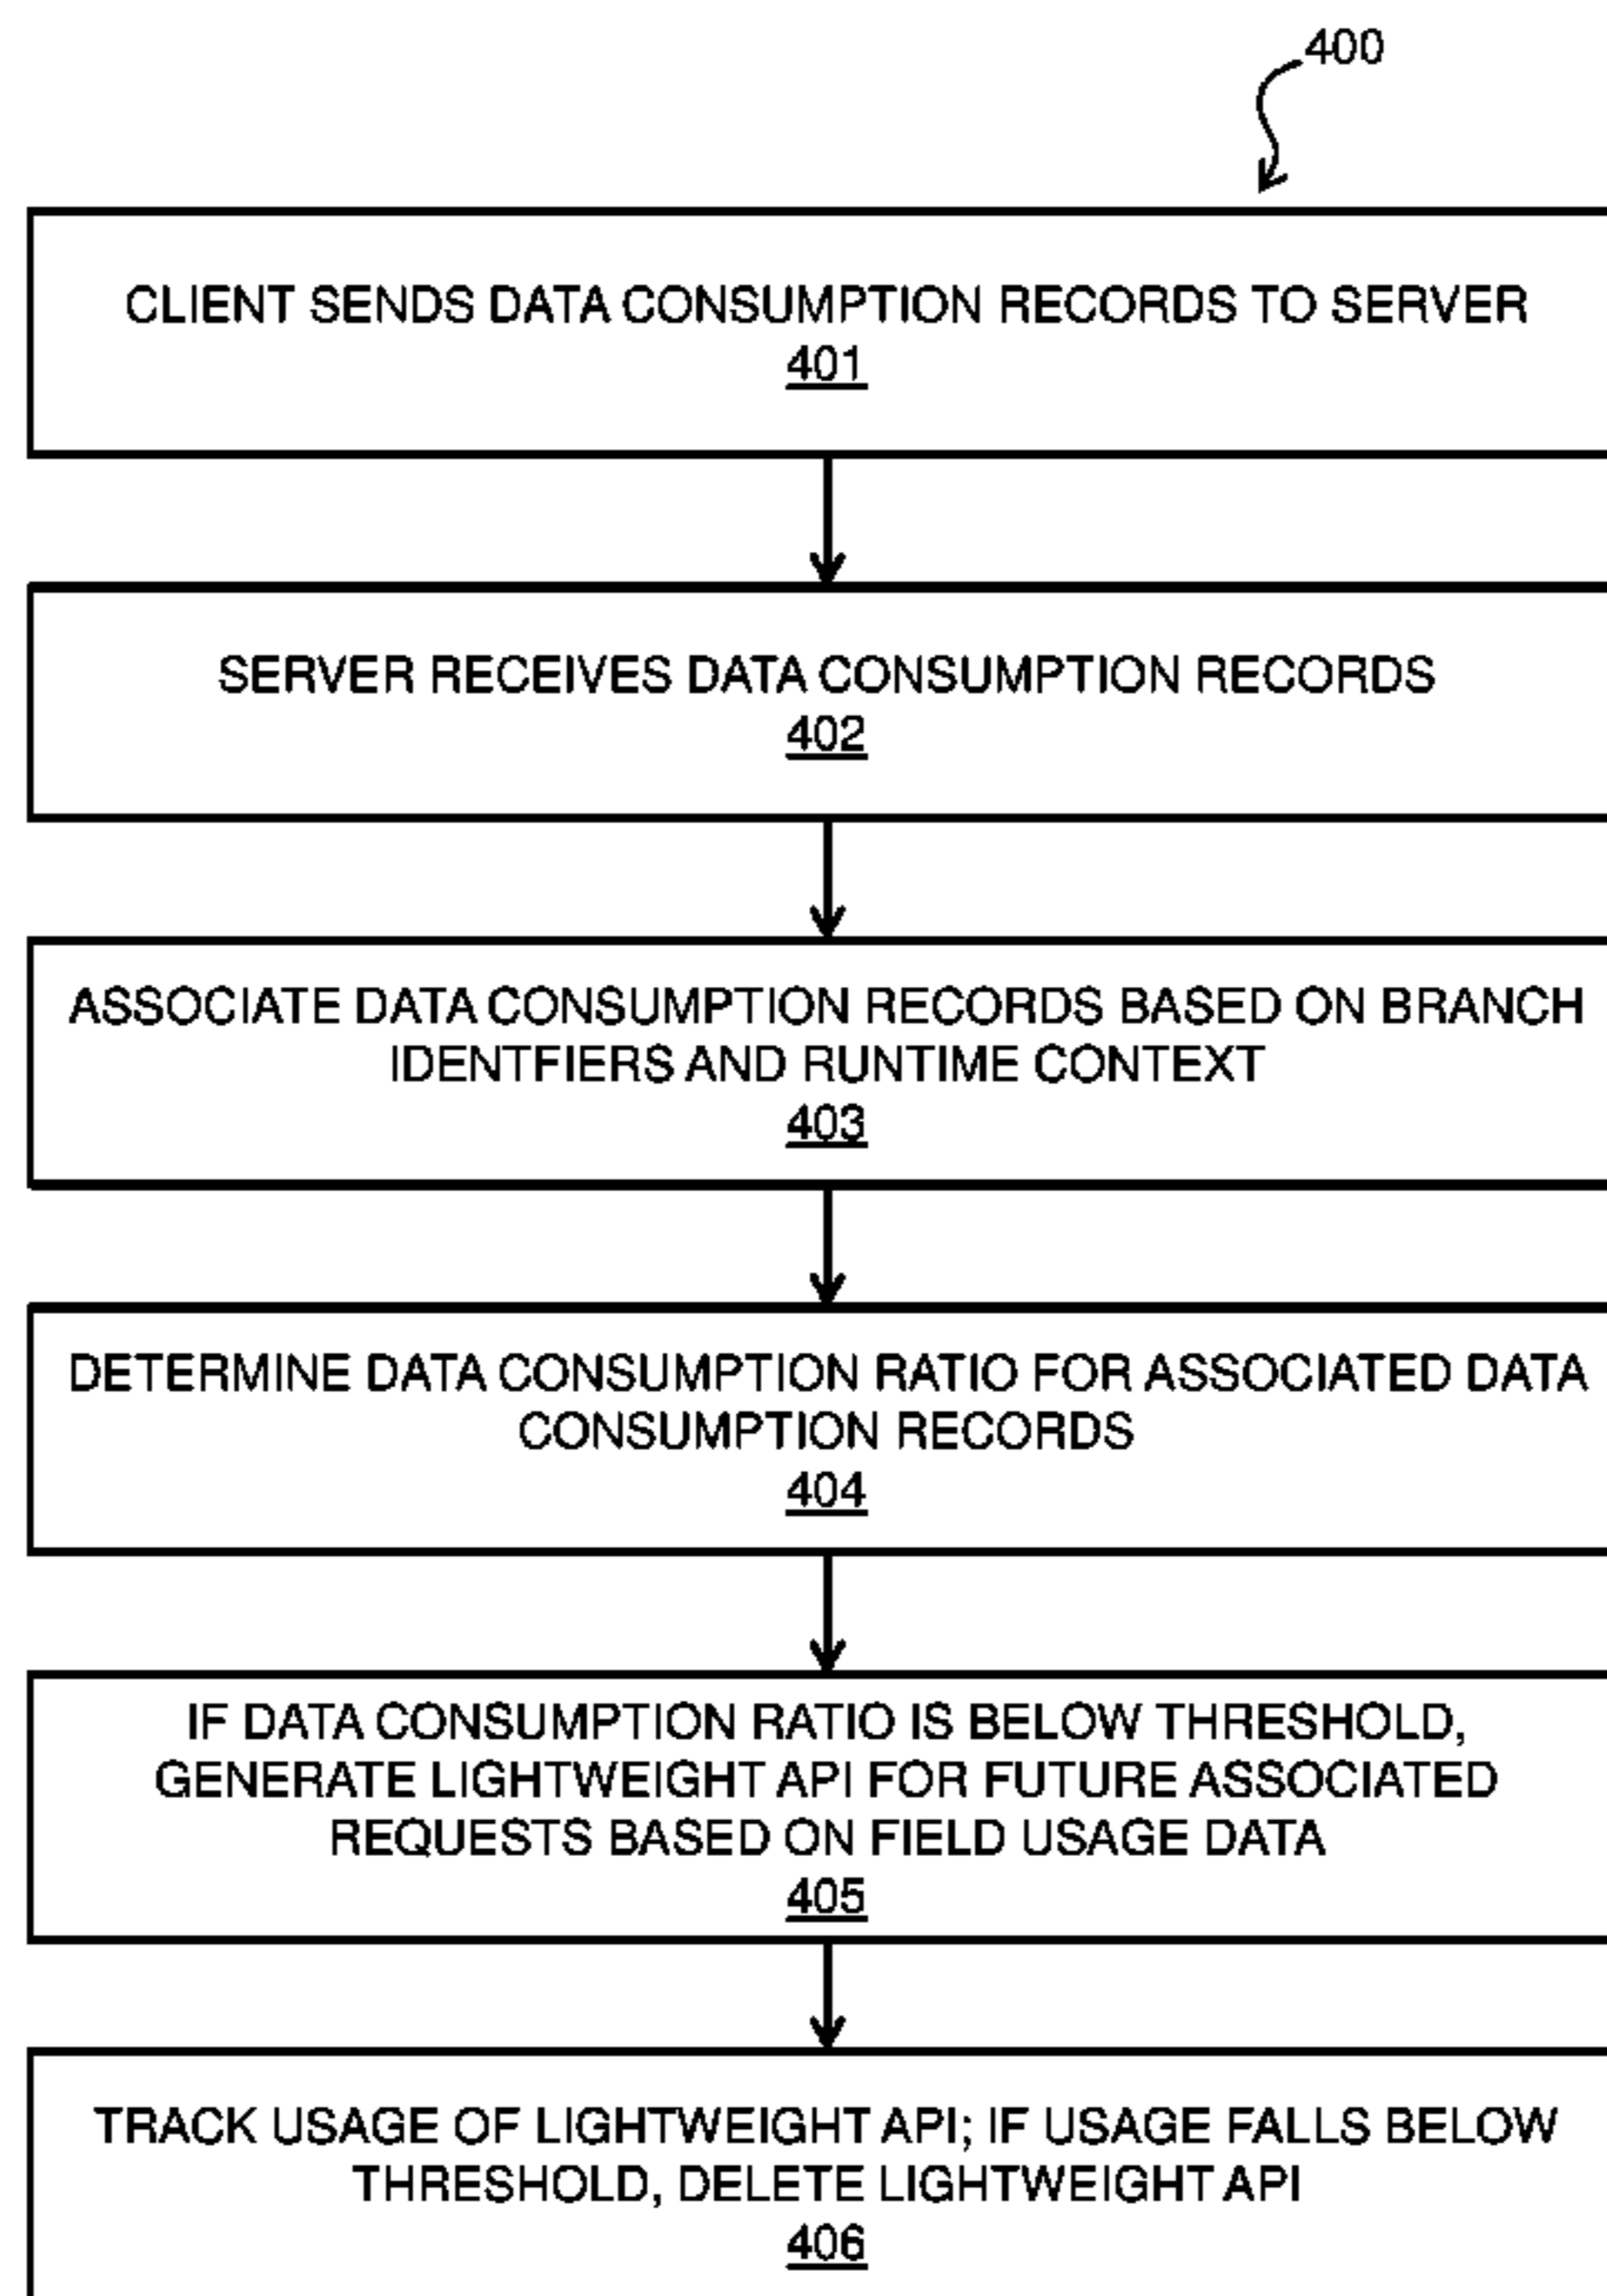 400
CLIENT SENDS DATA CONSUMPTION RECORDS TO SERVER
401
SERVER RECEIVES DATA CONSUMPTION RECORDS
402
ASSOCIATE DATA CONSUMPTION RECORDS BASED ON BRANCH
IDENTFIERS AND RUNTIME CONTEXT
403
DETERMINE DATA CONSUMPTION RATIO FOR ASSOCIATED DATA
CONSUMPTION RECORDS
404
IF DATA CONSUMPTION RATIO IS BELOW THRESHOLD,
GENERATE LIGHTWEIGHT API FOR FUTURE ASSOCIATED
REQUESTS BASED ON FIELD USAGE DATA
405
TRACK USAGE OF LIGHTWEIGHT API; IF USAGE FALLS BELOW
THRESHOLD, DELETE LIGHTWEIGHT API
406